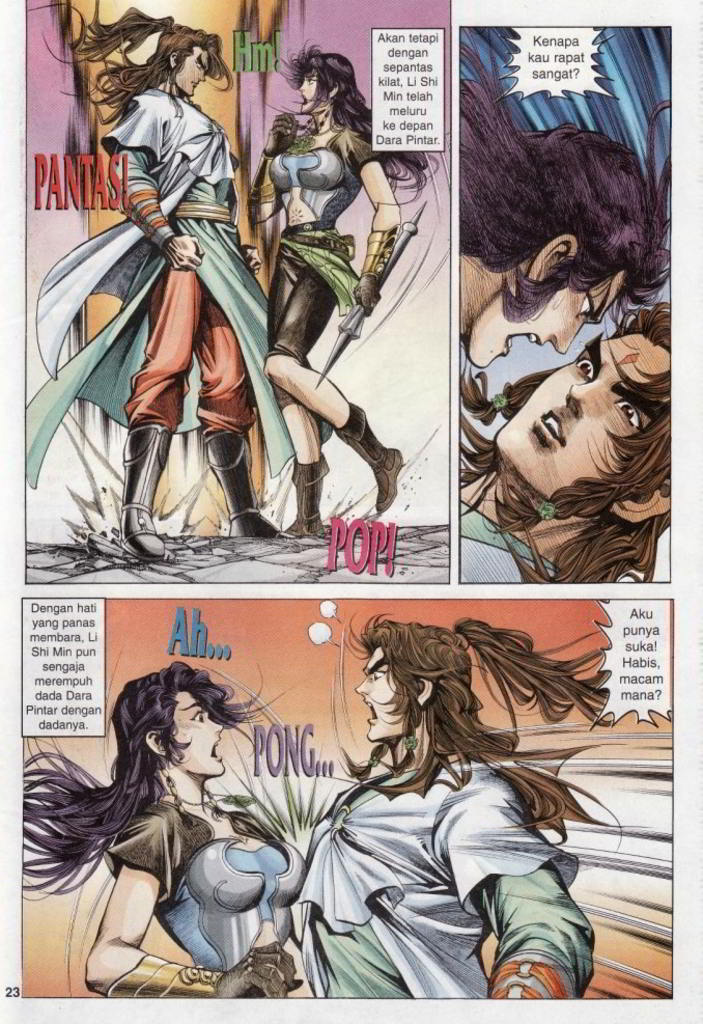 Hm!
PANTAS!
Akan tetapi
dengan
sepantas
kilat, Li Shi
Min telah
meluru
ke depan
Dara Pintar.
POP!
Kenapa
kau rapat
sangat?
Dengan hati
yang panas
membara, Li
Shi Min pun
sengaja
merempuh
dada Dara
Pintar dengan
dadanya.
Ah...
PONG...
Aku
punya
suka!
Habis,
macam
mana?
23